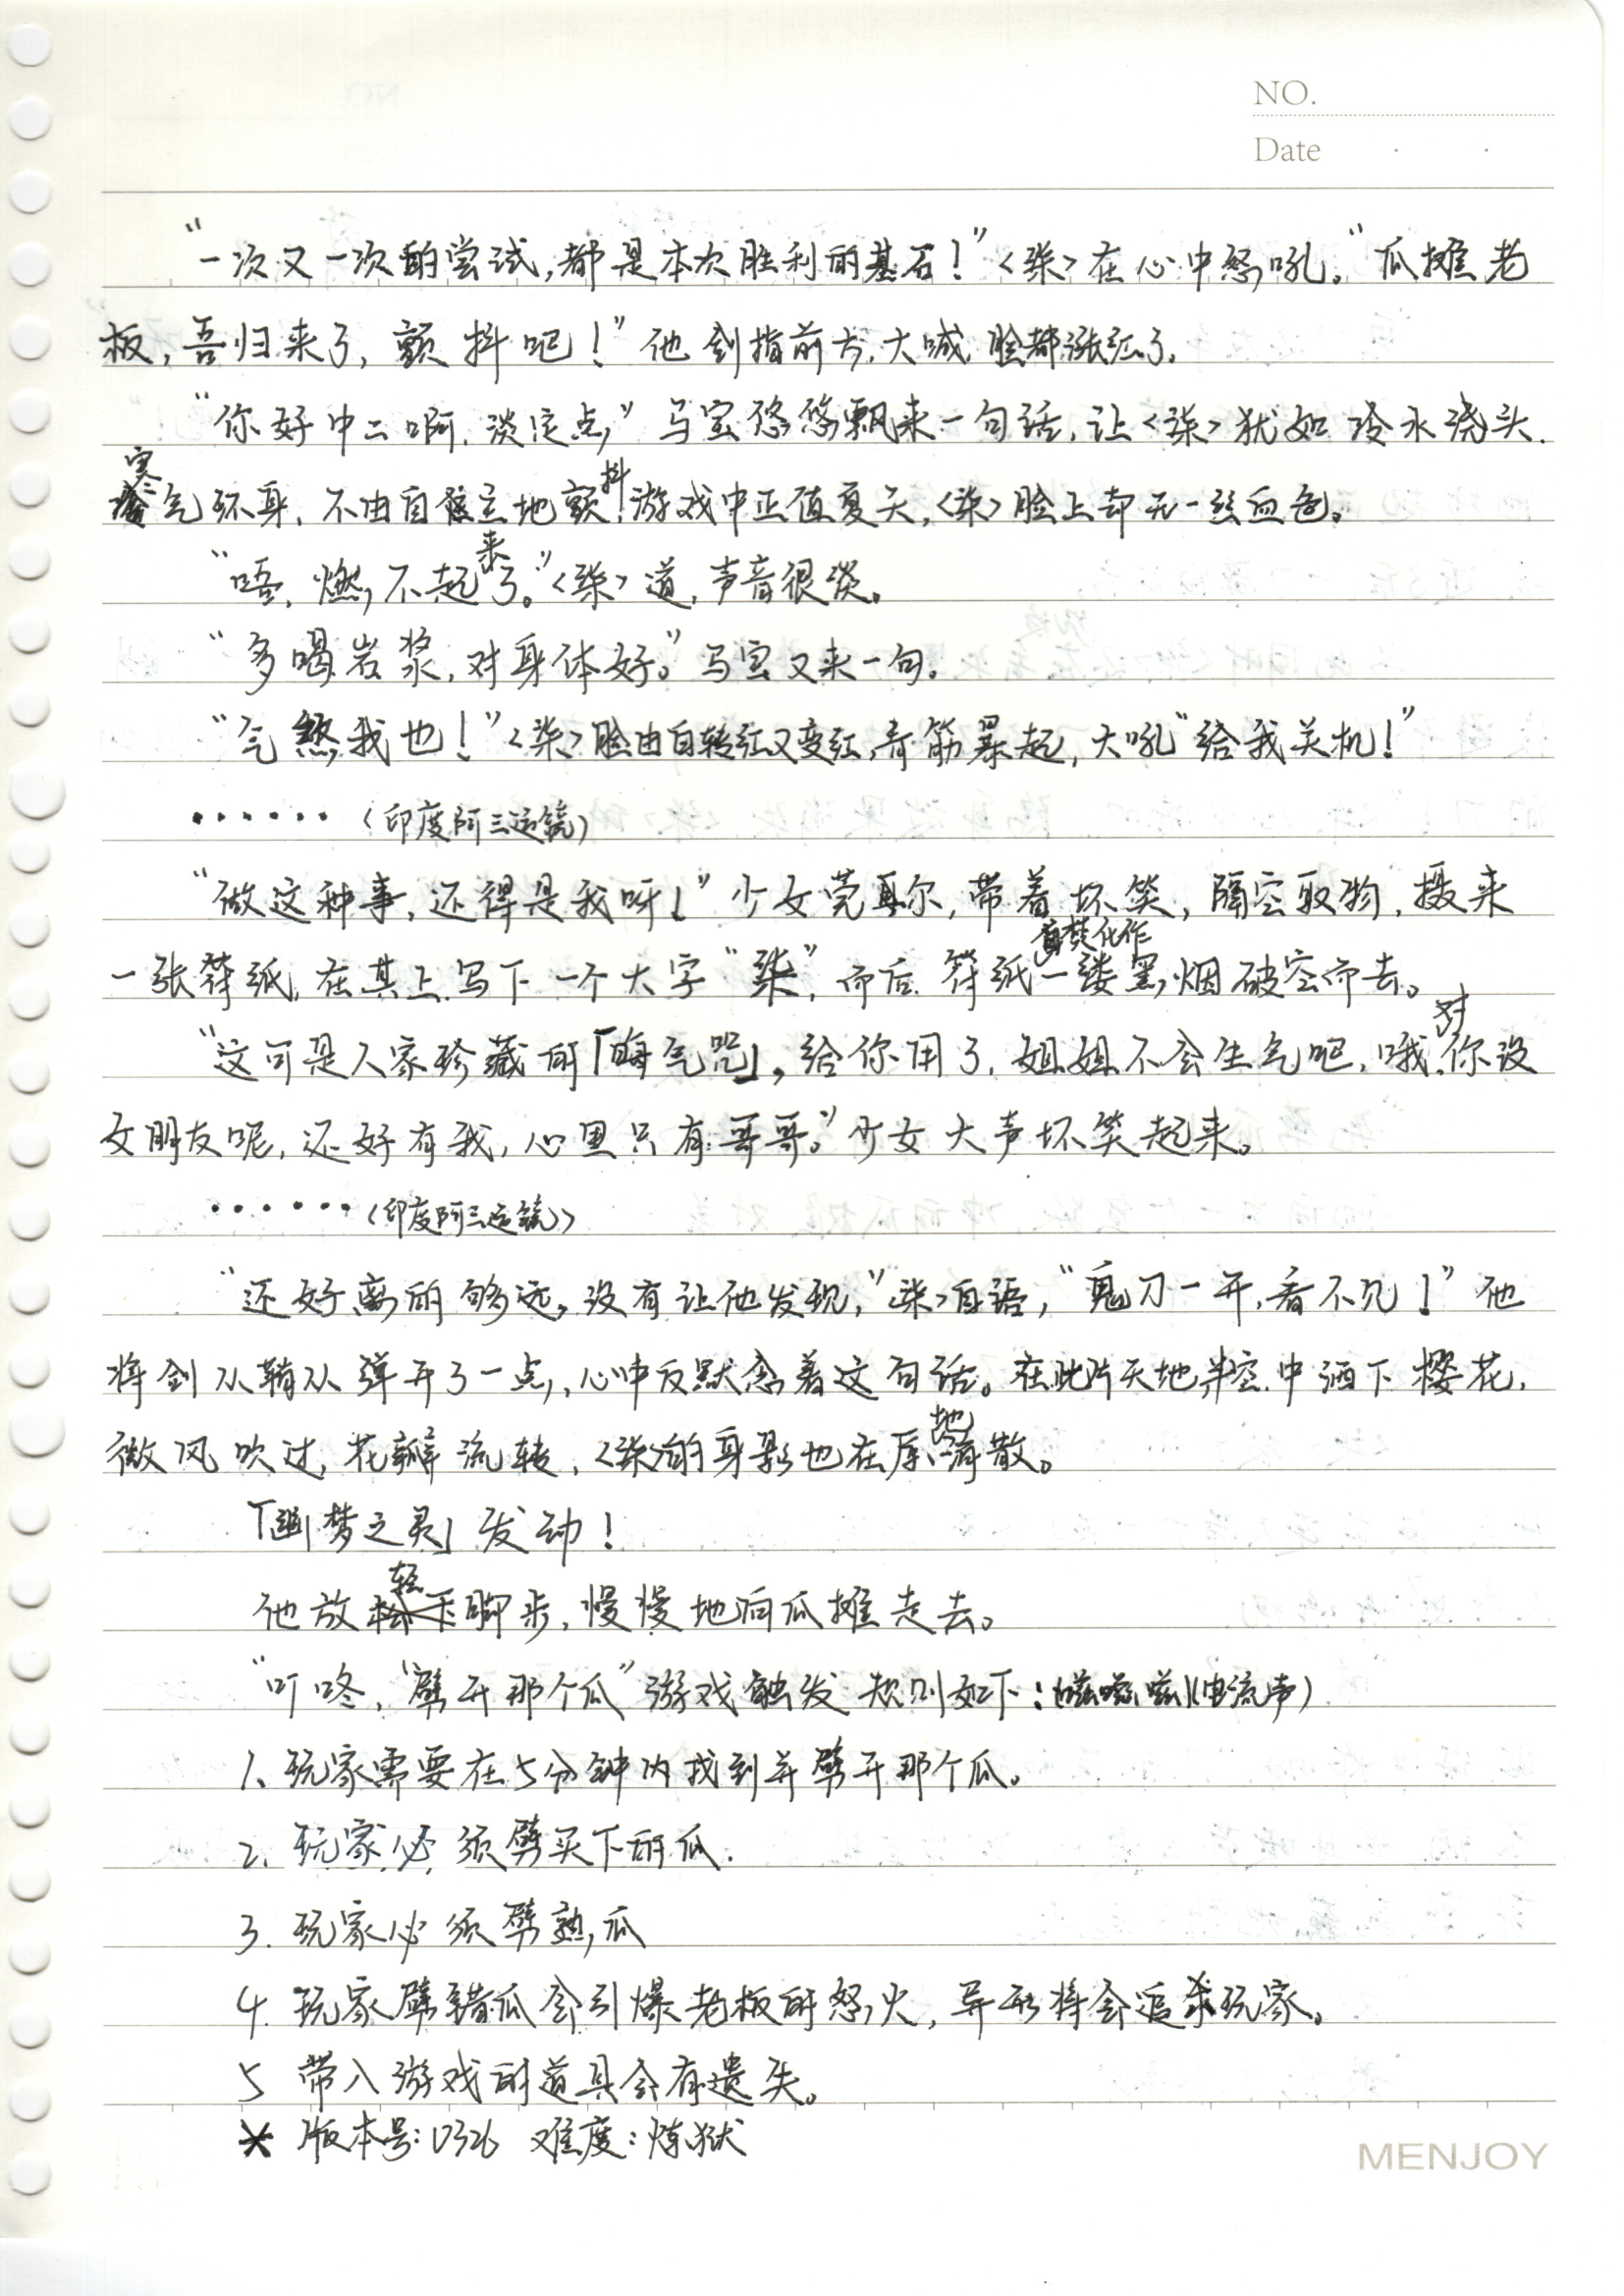 NO.
Date
“一次又一次的尝试,都是本次胜利的基石!”<柒>在心中怒吼。“瓜摊老
板,吾归来了,颤抖吧!”他剑指前方,大喊,脸都涨红了。
“你好中二啊,淡定点,”马宝悠悠飘来一句话,让<柒>犹如冷水浇头.
寒气环身,不由自主地颤抖,游戏中正值夏天,<柒>脸上却无一丝血色。
“唔,燃不起来了。”<柒>道,声音很淡。
“多喝岩浆,对身体好。”马宝又来一句。
“气煞我也!”<柒>脸由白转红又变红,青筋暴起,大吼“给我关机!”
······(印度阿三运镜)
“做这种事,还得是我呀!”少女莞尔,带着坏笑,隔空取物,摄来
一张符纸,在其上写下一个大字“柒”,而后符纸自焚化作一缕黑烟破空而去。
“这可是人家珍藏的「晦气咒」,给你用了,姐姐不会生气吧,哦,对你没
女朋友呢,还好有我,心里只有哥哥。”少女大声坏笑起来。
······(印度阿三运镜)
“还好离的够远,没有让他发现,”<柒>自语,“鬼刀一开,看不见!”他
将剑从鞘从弹开了一点,心中反默念着这句话。在此片天地半空中洒下樱花,
微风吹过,花瓣流转,<柒>的身影也在原地消散。
「幽梦之灵」发动!
他放轻脚步,慢慢地向瓜摊走去。
“叮咚,‘劈开那个瓜”游戏触发 规则如下:(嗞嗞嗞)(电流声)
1、玩家需要在5分钟内找到并劈开那个瓜。
2、玩家必须劈买下的瓜.
3. 玩家必须劈熟瓜
4. 玩家劈错瓜会引爆老板的怒火,异形将会追杀玩家。
5 带入游戏的道具会有遗失。
* 版本号:0326 难度:炼狱
MENJOY